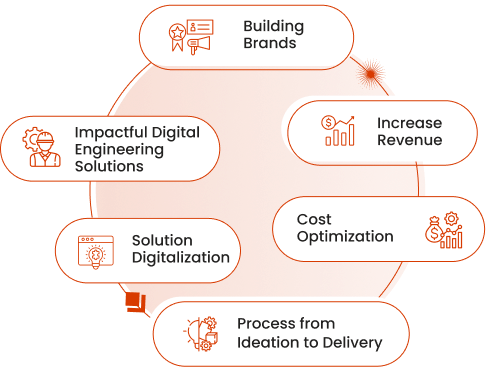 Building
Brands
Increase
Revenue
Impactful Digital
Engineering
Solutions
Cost
Optimization
Solution
Digitalization
Process from
Ideation to Delivery